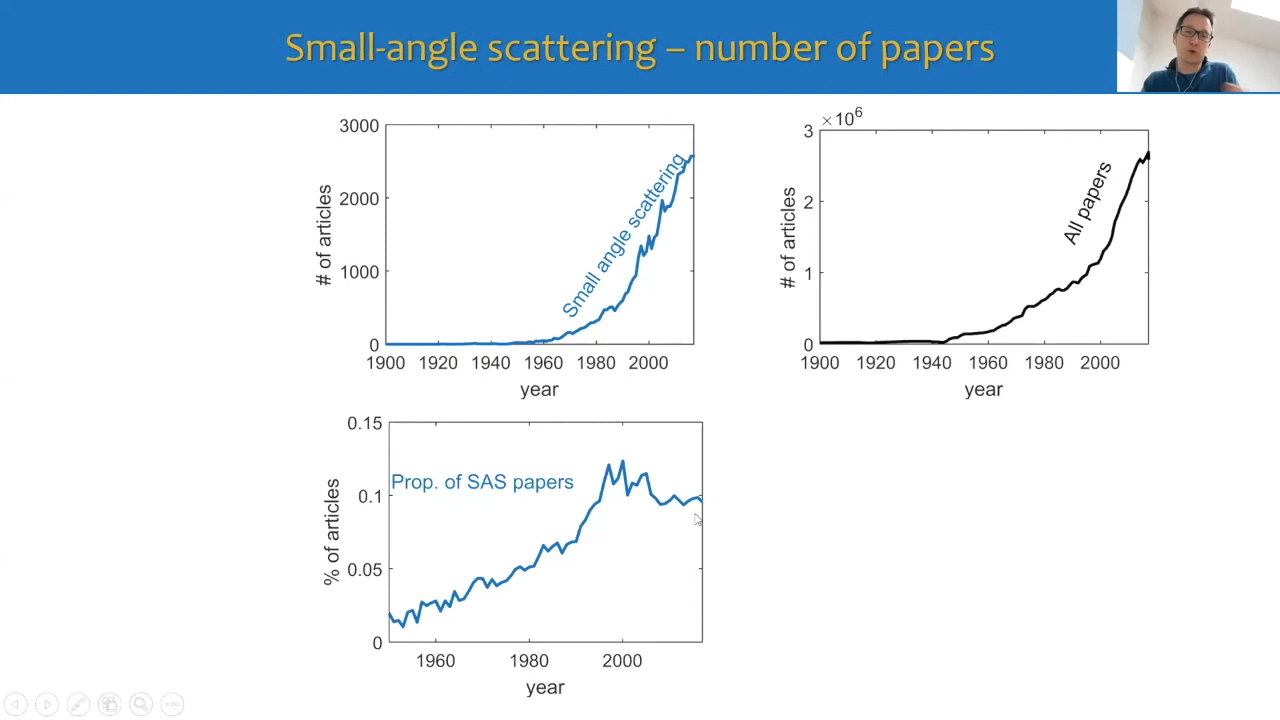 Small-angle scattering – number of papers
3000
2000
1000
0
1900 1920 1940 1960 1980 2000
year
# of articles
Small angle scattering
×10⁶
3
2
1
0
1900 1920 1940 1960 1980 2000
year
# of articles
All papers
0.15
0.1
0.05
0
1960 1980 2000
year
% of articles
Prop. of SAS papers